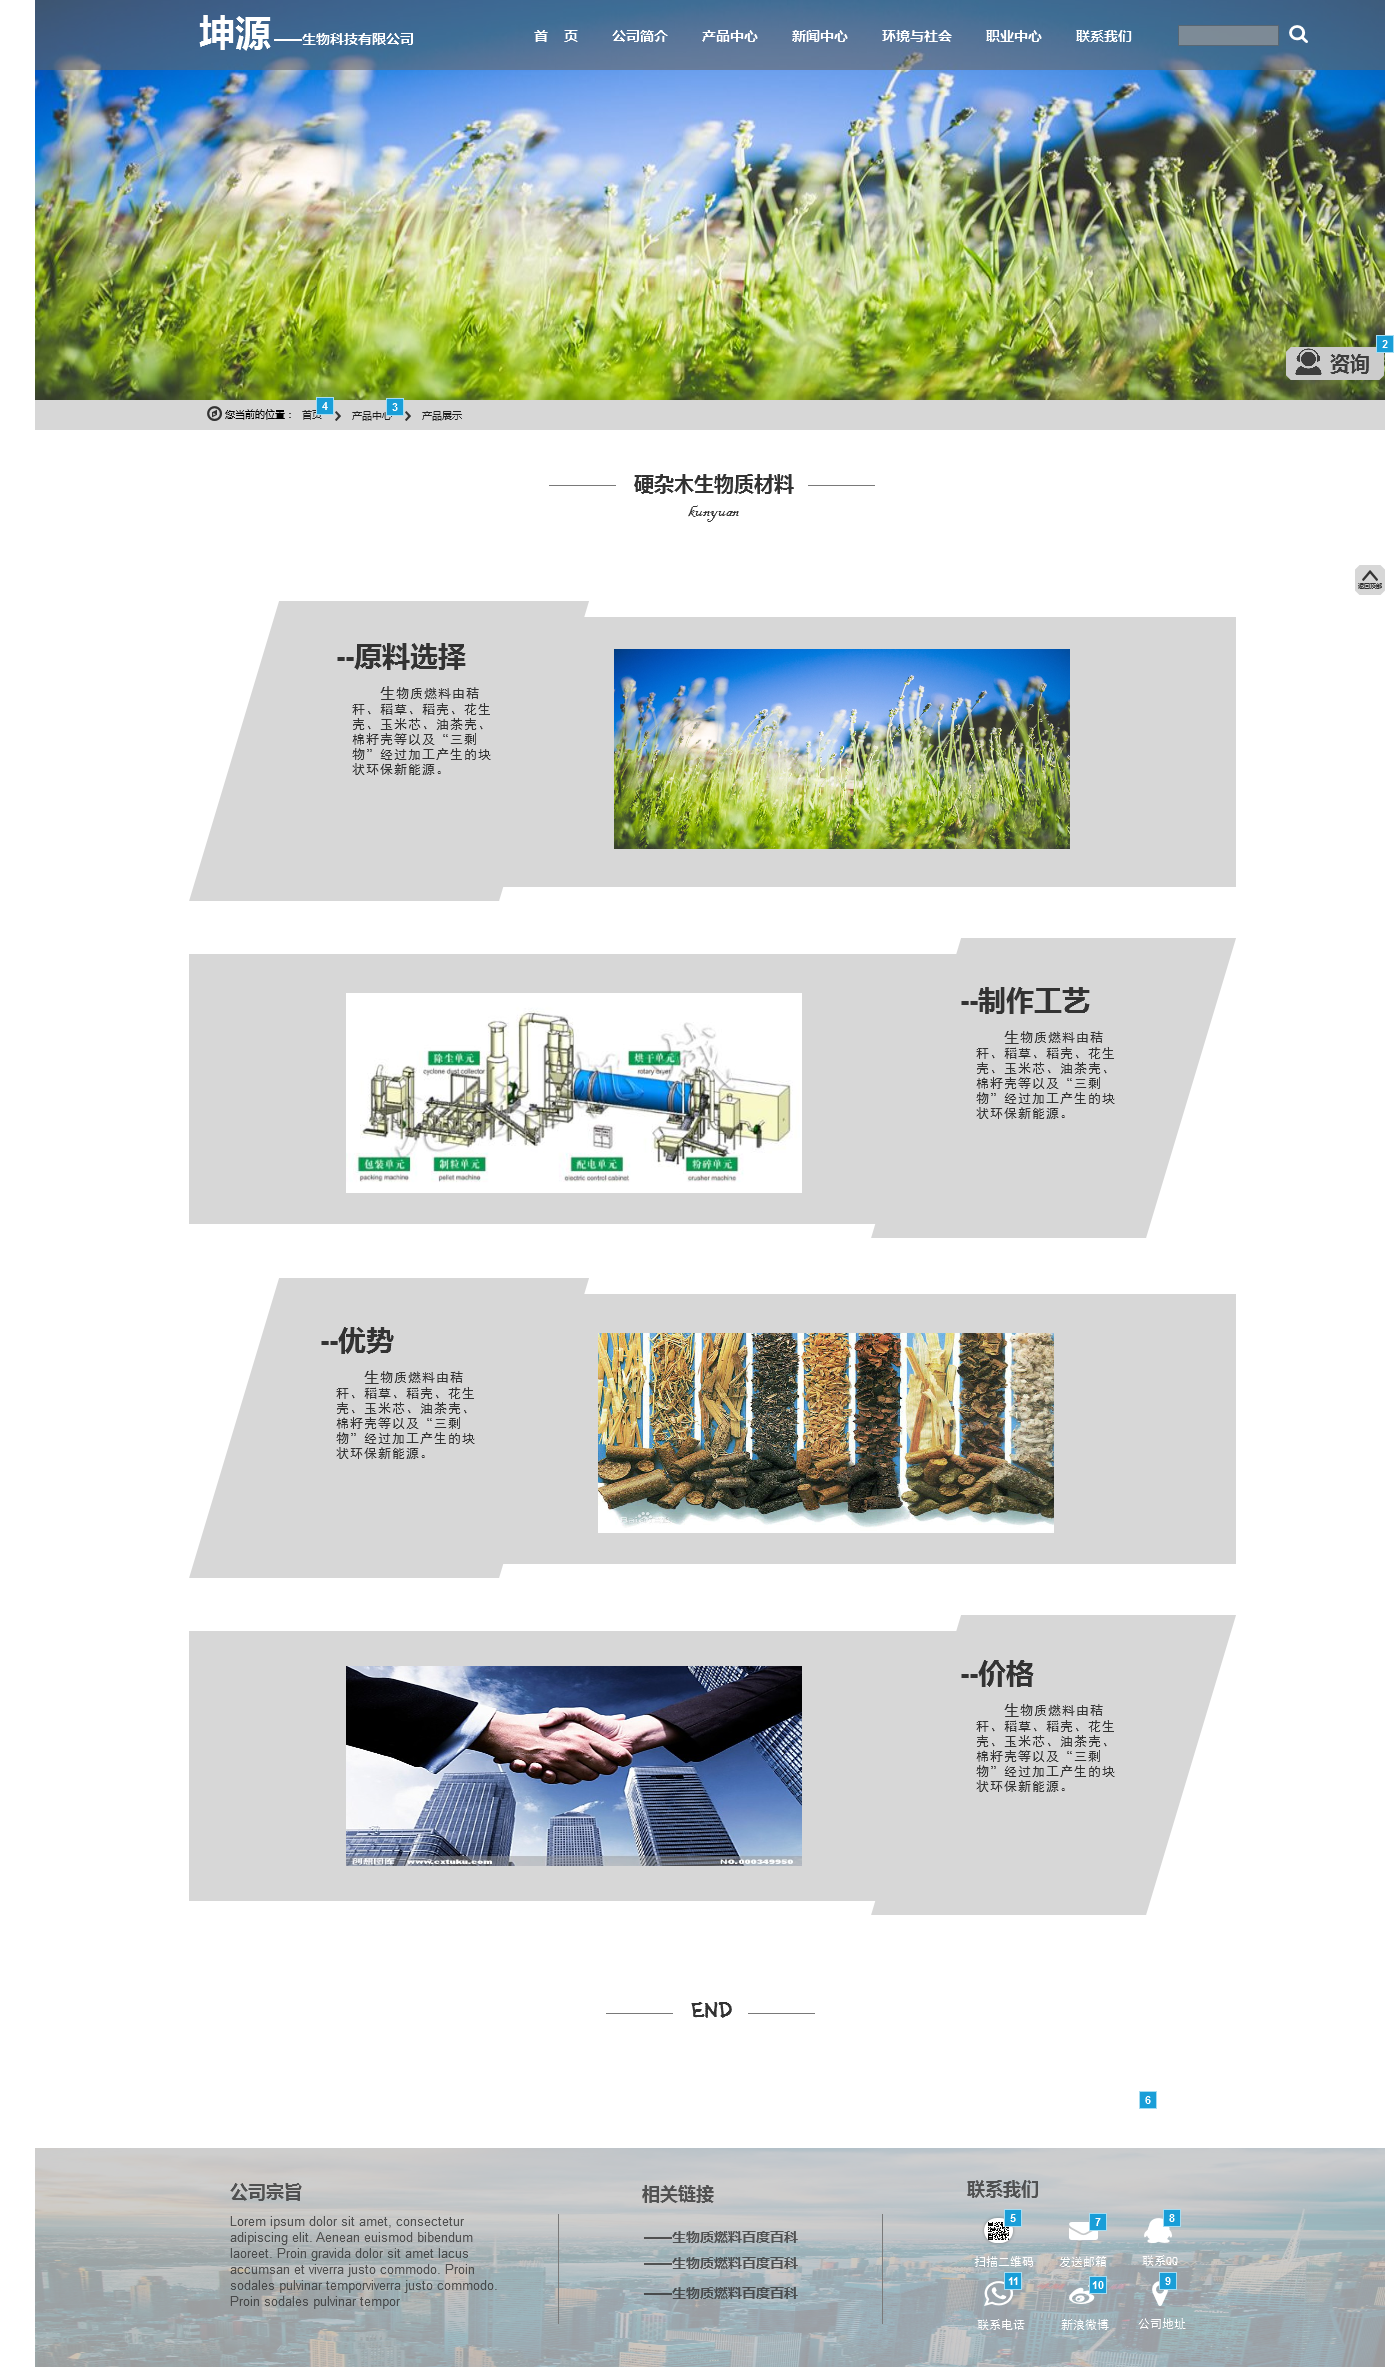 坤源 ——生物科技有限公司
首 页 公司简介 产品中心 新闻中心 环境与社会 职业中心 联系我们
2
资询
4 3
您当前的位置： 首页 产品中心 产品展示
硬杂木生物质材料
kunyuan
返回顶部
--原料选择
生物质燃料由秸
秆、稻草、稻壳、花生
壳、玉米芯、油茶壳、
棉籽壳等以及“三剩
物”经过加工产生的块
状环保新能源。
除尘单元
cyclone dust collector
烘干单元
rotary dryer
包装单元
packing machine
制粒单元
pellet machine
配电单元
electric control cabinet
粉碎单元
crusher machine
--制作工艺
生物质燃料由秸
秆、稻草、稻壳、花生
壳、玉米芯、油茶壳、
棉籽壳等以及“三剩
物”经过加工产生的块
状环保新能源。
--优势
生物质燃料由秸
秆、稻草、稻壳、花生
壳、玉米芯、油茶壳、
棉籽壳等以及“三剩
物”经过加工产生的块
状环保新能源。
创想图库 www.cxtuku.com NO.000349950
--价格
生物质燃料由秸
秆、稻草、稻壳、花生
壳、玉米芯、油茶壳、
棉籽壳等以及“三剩
物”经过加工产生的块
状环保新能源。
END
6
公司宗旨
Lorem ipsum dolor sit amet, consectetur
adipiscing elit. Aenean euismod bibendum
laoreet. Proin gravida dolor sit amet lacus
accumsan et viverra justo commodo. Proin
sodales pulvinar temporviverra justo commodo.
Proin sodales pulvinar tempor
相关链接
——生物质燃料百度百科
——生物质燃料百度百科
——生物质燃料百度百科
联系我们
5 7 8
扫描二维码 发送邮箱 联系QQ
11 10 9
联系电话 新浪微博 公司地址